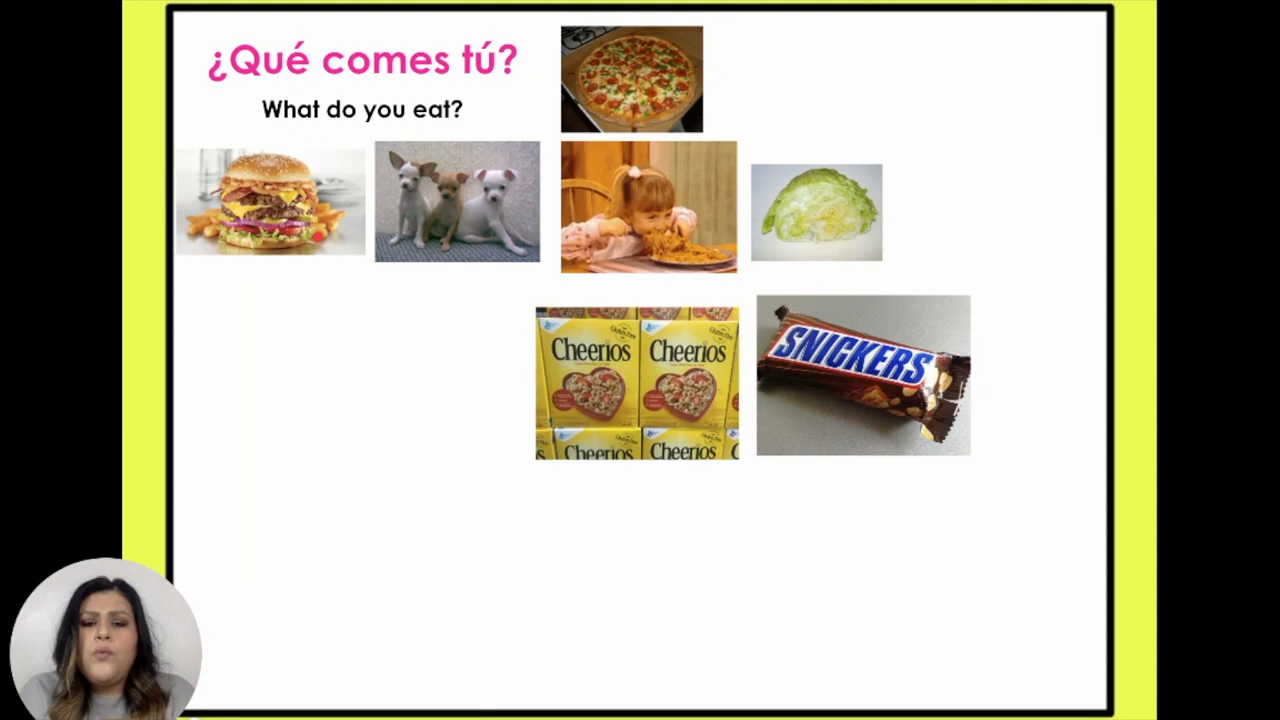 ¿Qué comes tú?
What do you eat?
Cheerios
Cheerios
Cheerios
Cheerios
SNICKERS